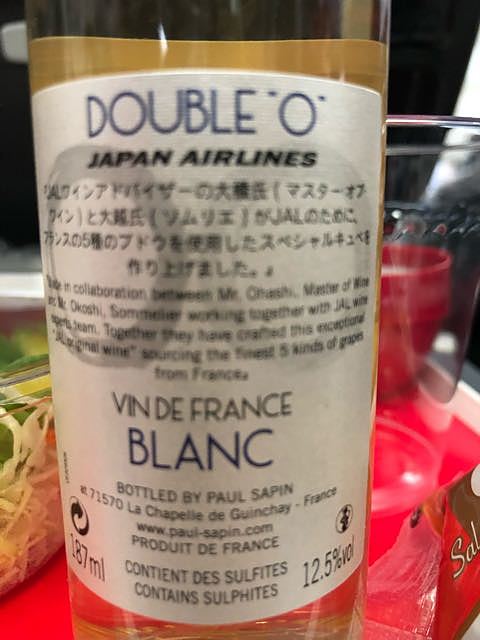 DOUBLE "O"
JAPAN AIRLINES
JALワインアドバイザーの大橋氏(マスター・オブ・
ワイン)と大越氏(ソムリエ)がJALのために、
フランスの5種のブドウを使用したスペシャルキュベを
作り上げました。
Made in collaboration between Mr. Ohashi, Master of Wine
and Mr. Okoshi, Sommelier working together with JAL wine
experts team. Together they have crafted this exceptional
"JAL original wine" sourcing the finest 5 kinds of grapes
from France.
VIN DE FRANCE
BLANC
BOTTLED BY PAUL SAPIN
at 71570 La Chapelle de Guinchay - France
www.paul-sapin.com
PRODUIT DE FRANCE
187ml
CONTIENT DES SULFITES
CONTAINS SULPHITES
12.5%vol
Sal